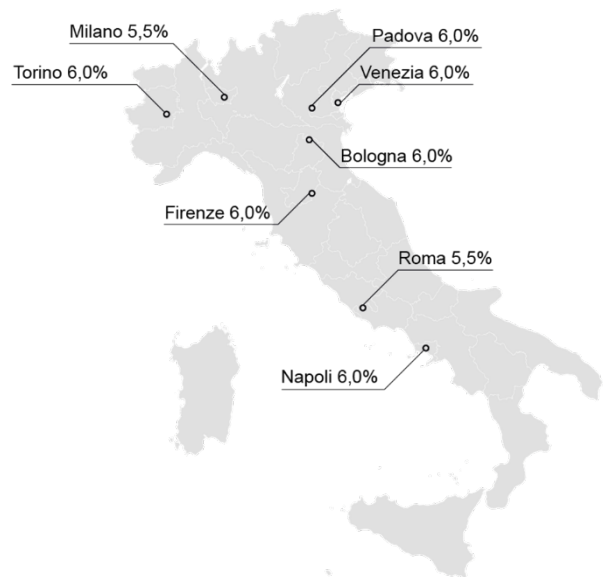 Milano 5,5%
Padova 6,0%
Torino 6,0%
Venezia 6,0%
Bologna 6,0%
Firenze 6,0%
Roma 5,5%
Napoli 6,0%